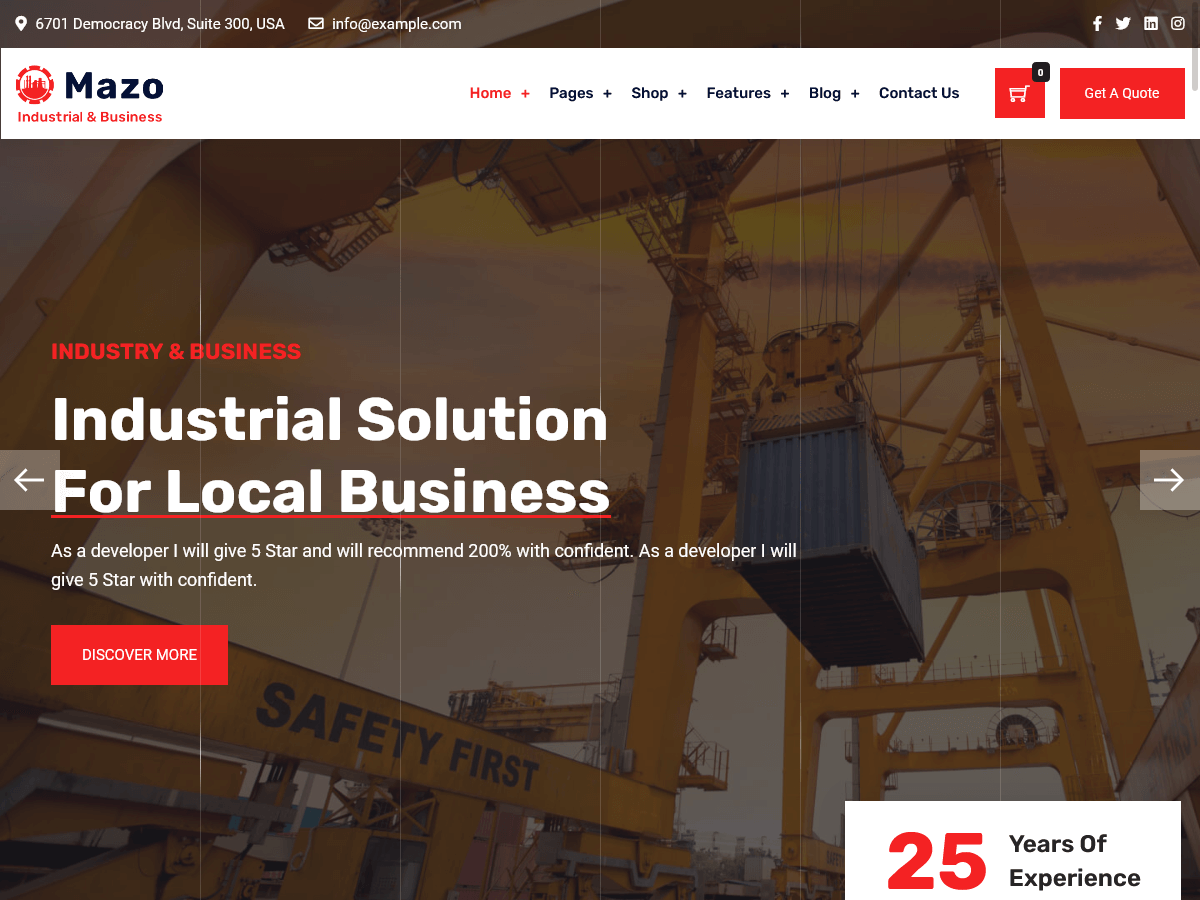 6701 Democracy Blvd, Suite 300, USA info@example.com
Mazo
Industrial & Business
Home + Pages + Shop + Features + Blog + Contact Us
0
Get A Quote
INDUSTRY & BUSINESS
Industrial Solution
For Local Business
As a developer I will give 5 Star and will recommend 200% with confident. As a developer I will
give 5 Star with confident.
DISCOVER MORE
SAFETY FIRST
25 Years Of
Experience